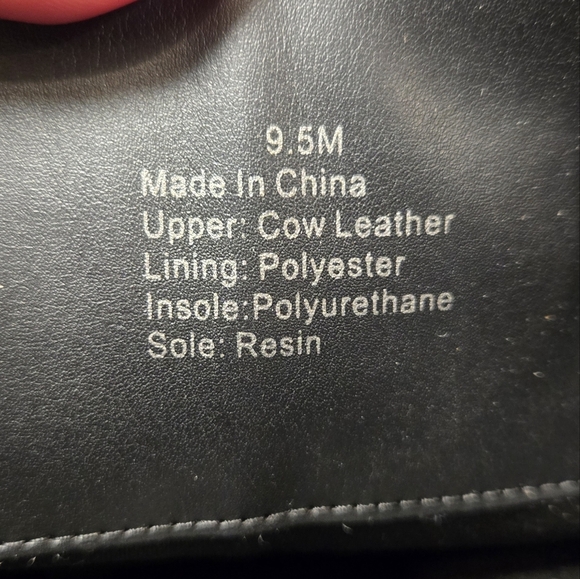 9.5M
Made In China
Upper: Cow Leather
Lining: Polyester
Insole:Polyurethane
Sole: Resin